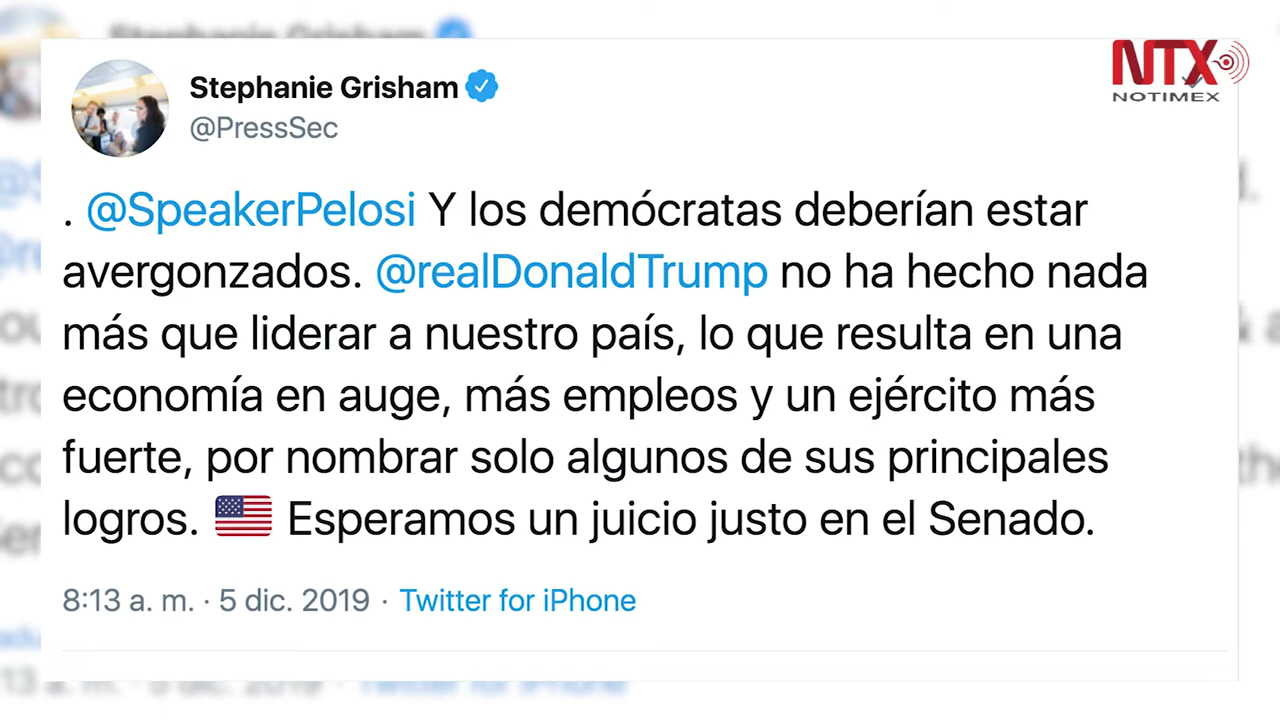 Stephanie Grisham
@PressSec
NTX
NOTIMEX
. @SpeakerPelosi Y los demócratas deberían estar
avergonzados. @realDonaldTrump no ha hecho nada
más que liderar a nuestro país, lo que resulta en una
economía en auge, más empleos y un ejército más
fuerte, por nombrar solo algunos de sus principales
logros. 🇺🇸 Esperamos un juicio justo en el Senado.
8:13 a. m. · 5 dic. 2019 · Twitter for iPhone